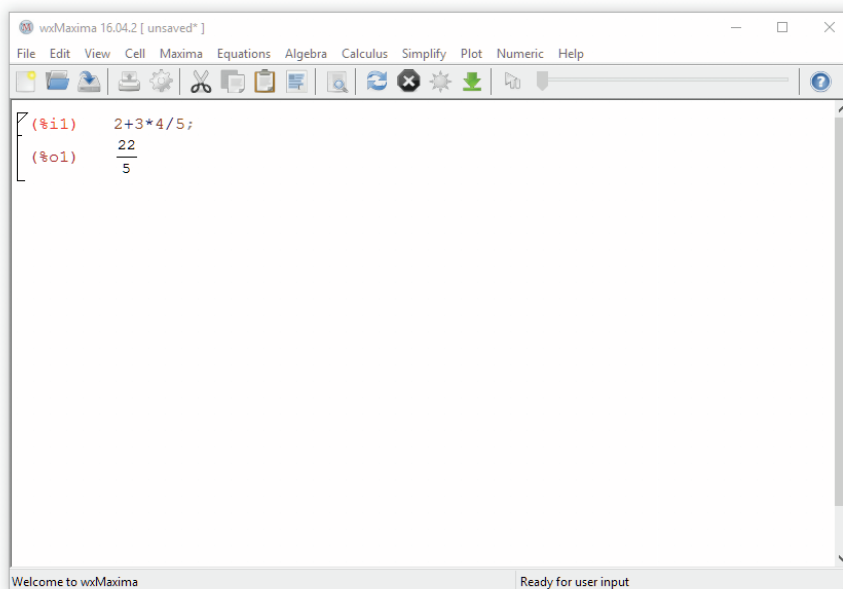 wxMaxima 16.04.2 [ unsaved* ]
File Edit View Cell Maxima Equations Algebra Calculus Simplify Plot Numeric Help
(%i1) 2+3*4/5;
(%o1) 22
5
Welcome to wxMaxima Ready for user input